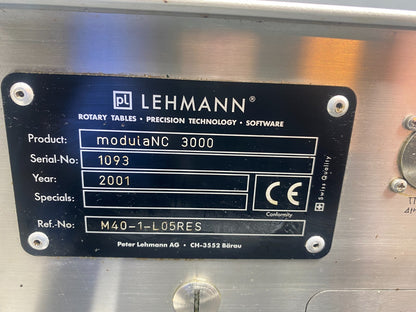 pL LEHMANN®
ROTARY TABLES • PRECISION TECHNOLOGY • SOFTWARE
Product: modulaNC 3000
Serial-No: 1093
Year: 2001
Specials:
CE
Conformity
Swiss Quality
Ref.-No: M40-1-L05RES
Peter Lehmann AG • CH-3552 Bärau